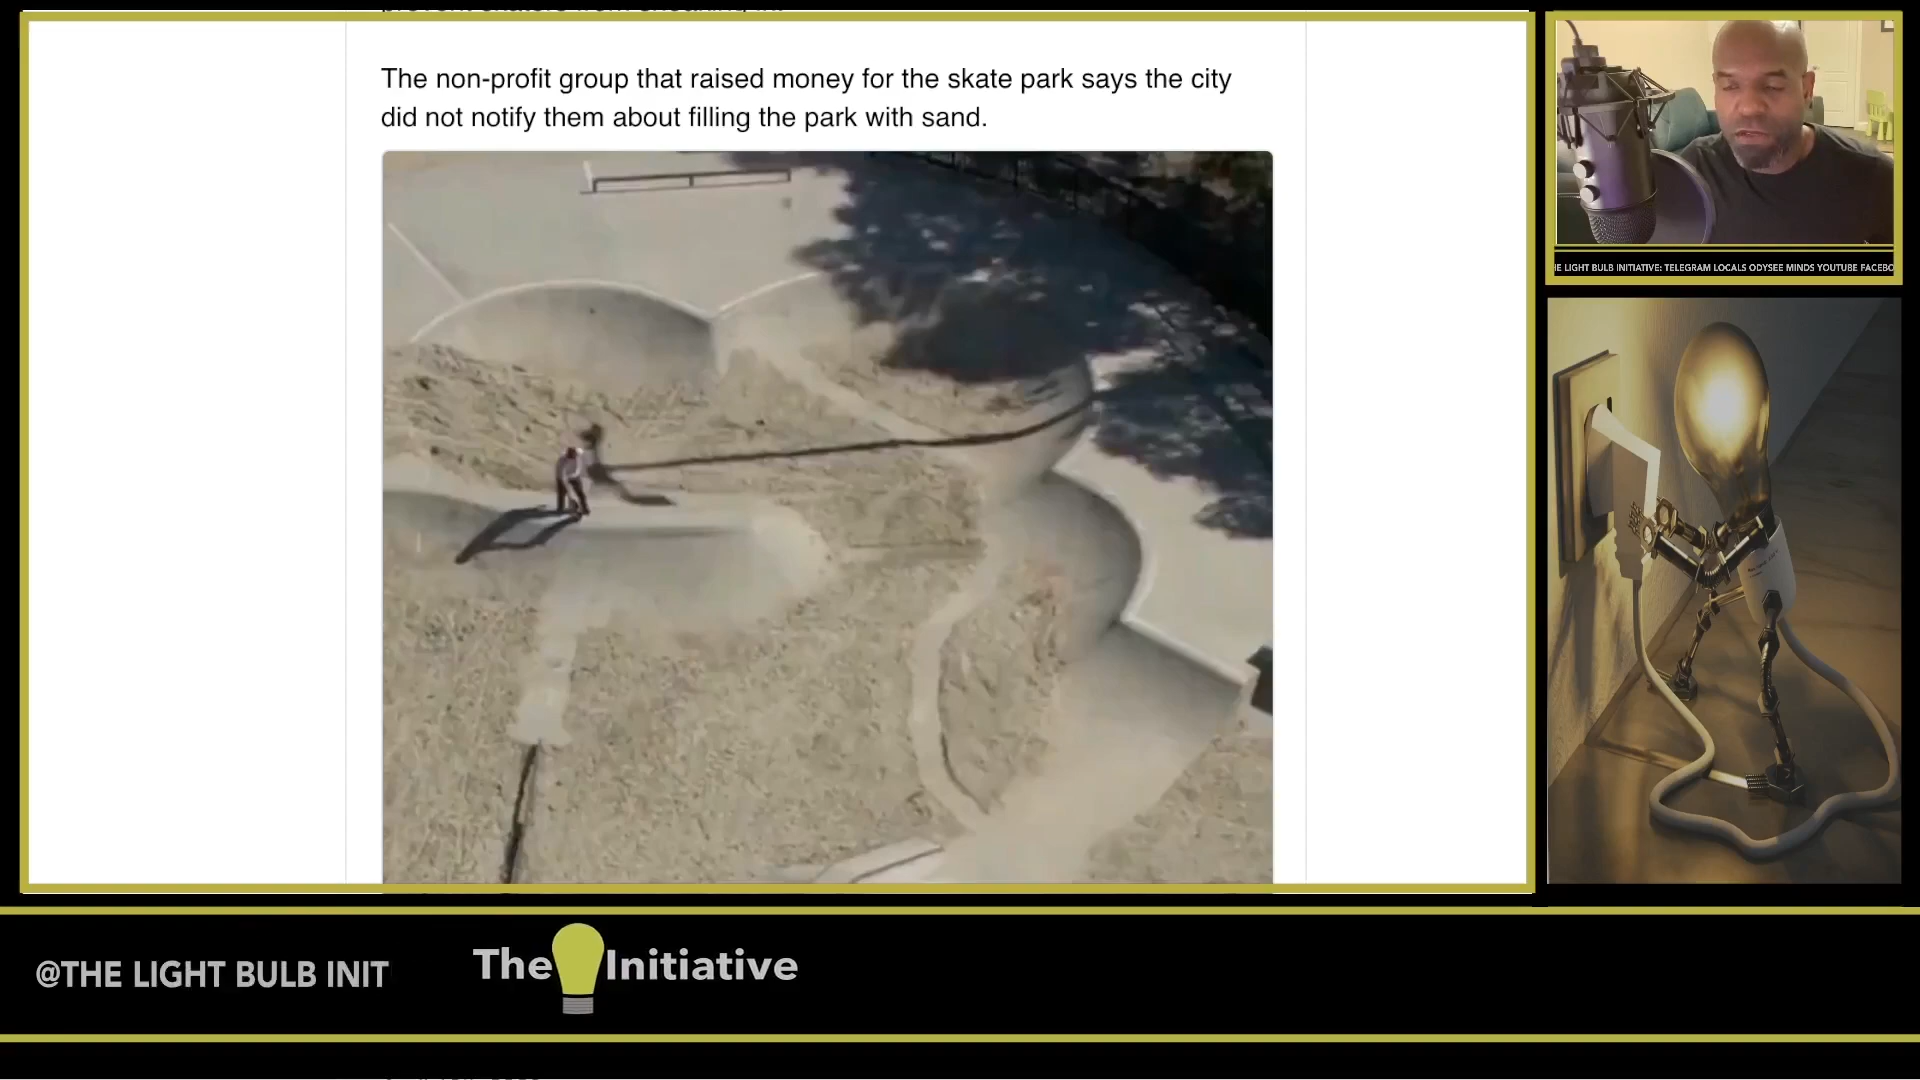 The non-profit group that raised money for the skate park says the city
did not notify them about filling the park with sand.
E LIGHT BULB INITIATIVE: TELEGRAM LOCALS ODYSEE MINDS YOUTUBE FACEBO
@THE LIGHT BULB INIT
The Initiative